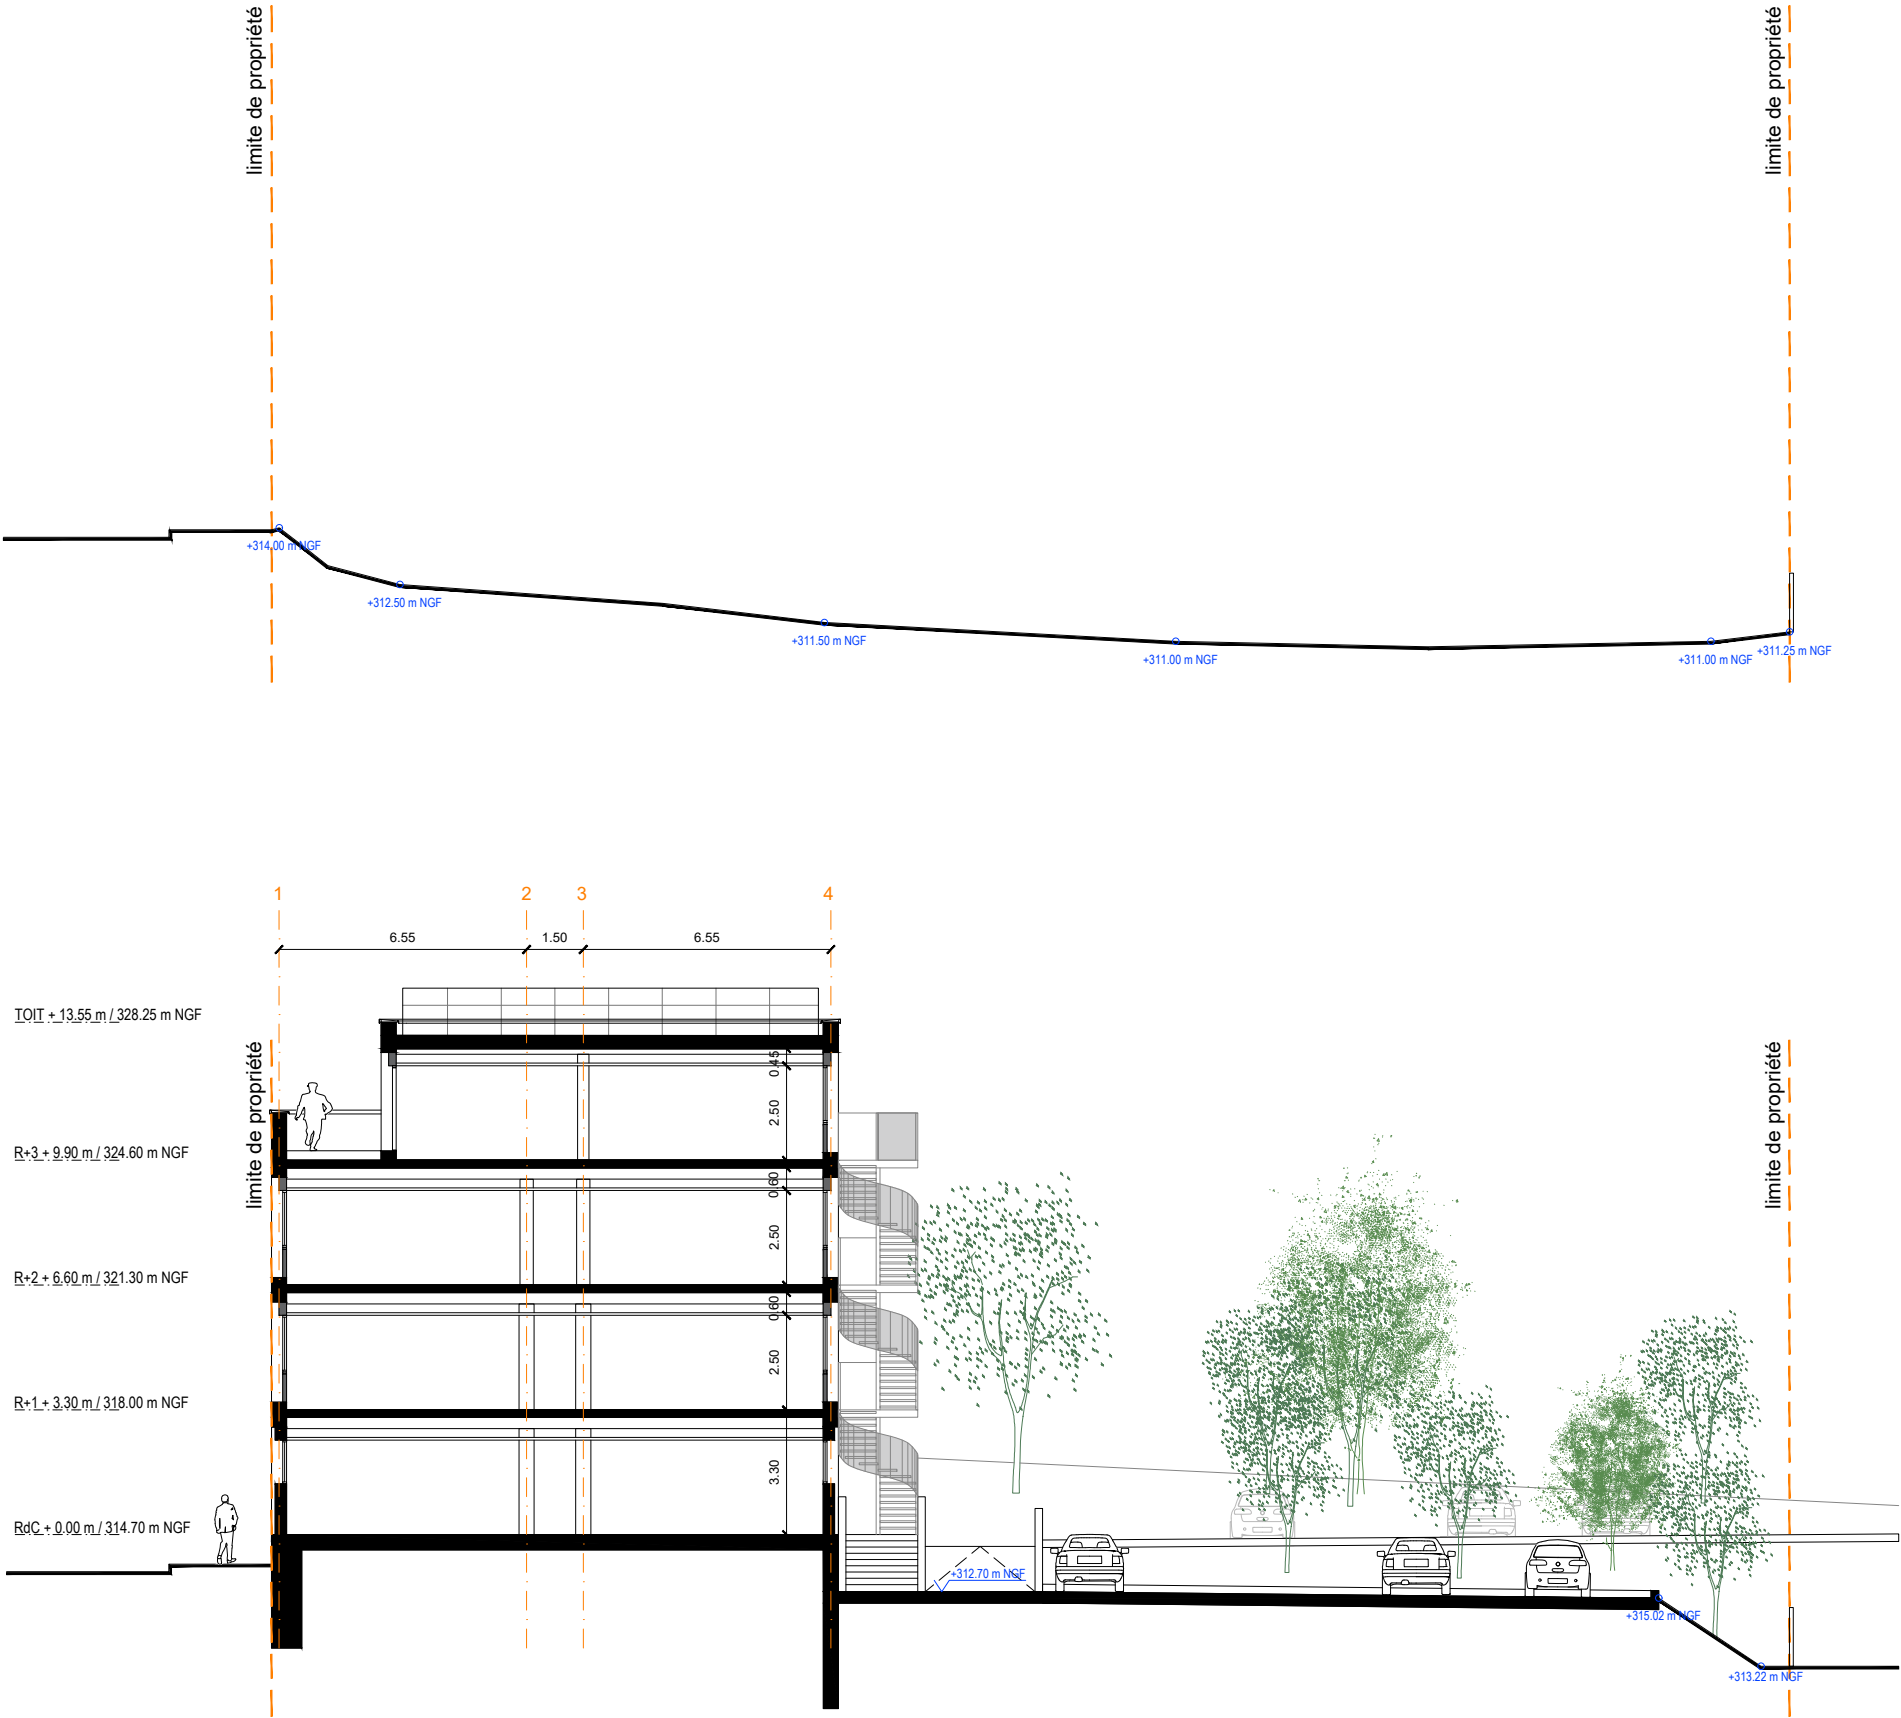 limite de propriété
limite de propriété
+314.00 m NGF
+312.50 m NGF
+311.50 m NGF
+311.00 m NGF
+311.00 m NGF
+311.25 m NGF
1
2
3
4
6.55
1.50
6.55
TOIT + 13.55 m / 328.25 m NGF
limite de propriété
limite de propriété
0.45
2.50
R+3 + 9.90 m / 324.60 m NGF
0.60
2.50
R+2 + 6.60 m / 321.30 m NGF
0.60
2.50
R+1 + 3.30 m / 318.00 m NGF
3.30
RdC + 0.00 m / 314.70 m NGF
+312.70 m NGF
+315.02 m NGF
+313.22 m NGF